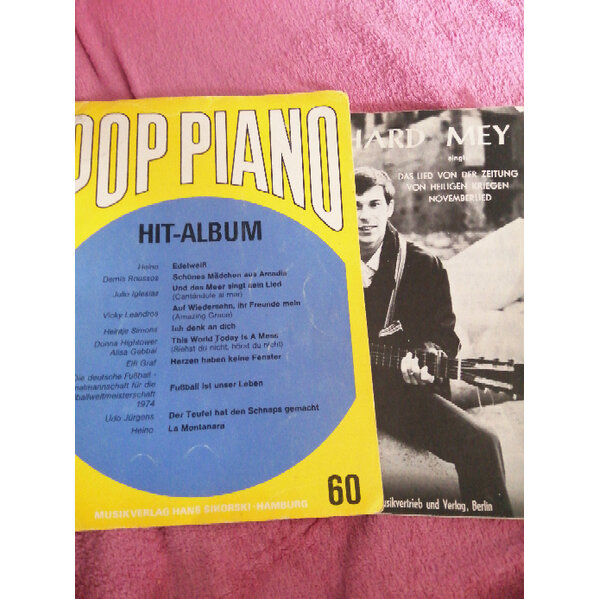 POP PIANO
HIT-ALBUM
Heino Edelweiß
Demis Roussos Schönes Mädchen aus Arcadia
Julio Iglesias Und das Meer singt sein Lied
(Cantándole al mar)
Vicky Leandros Auf Wiedersehn, ihr Freunde mein
(Amazing Grace)
Heintje Simons Ich denk an dich
Donna Hightower This World Today Is A Mess
Alisa Gabbai (Siehst du nicht, hörst du nicht)
Elfi Graf Herzen haben keine Fenster
Die deutsche Fußball-
nalmannschaft für die
ballweltmeisterschaft
1974
Fußball ist unser Leben
Udo Jürgens Der Teufel hat den Schnaps gemacht
Heino La Montanara
60
MUSIKVERLAG HANS SIKORSKI · HAMBURG
HARD MEY
singt
DAS LIED VON DER ZEITUNG
VON HEILIGEN KRIEGEN
NOVEMBERLIED
usikvertrieb und Verlag, Berlin